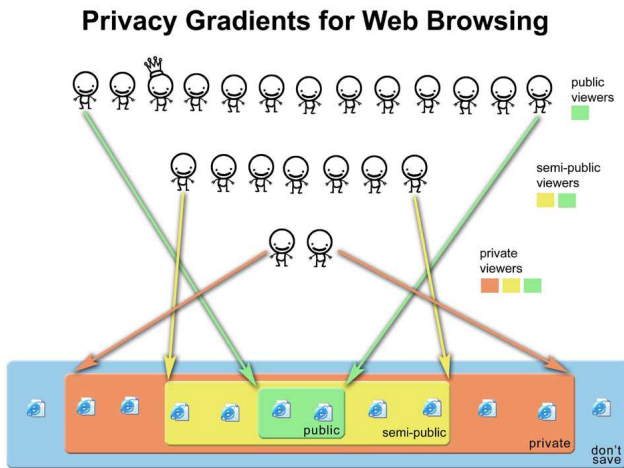 Privacy Gradients for Web Browsing
public
viewers
semi-public
viewers
private
viewers
public
semi-public
private
don't
save